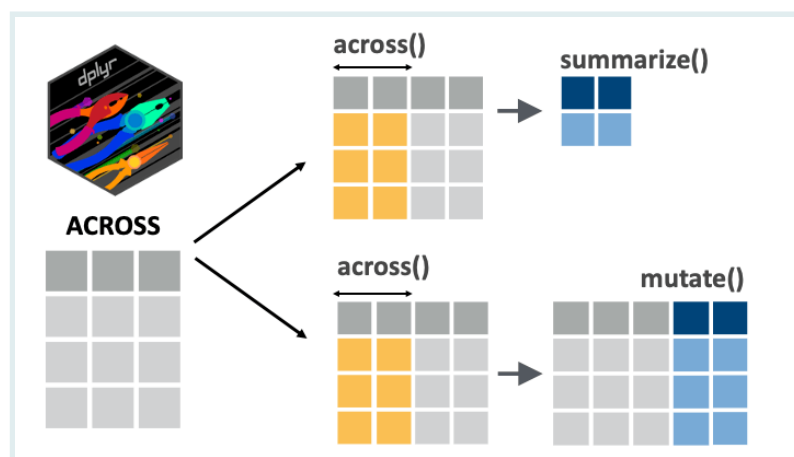 dplyr
ACROSS
across()
summarize()
across()
mutate()